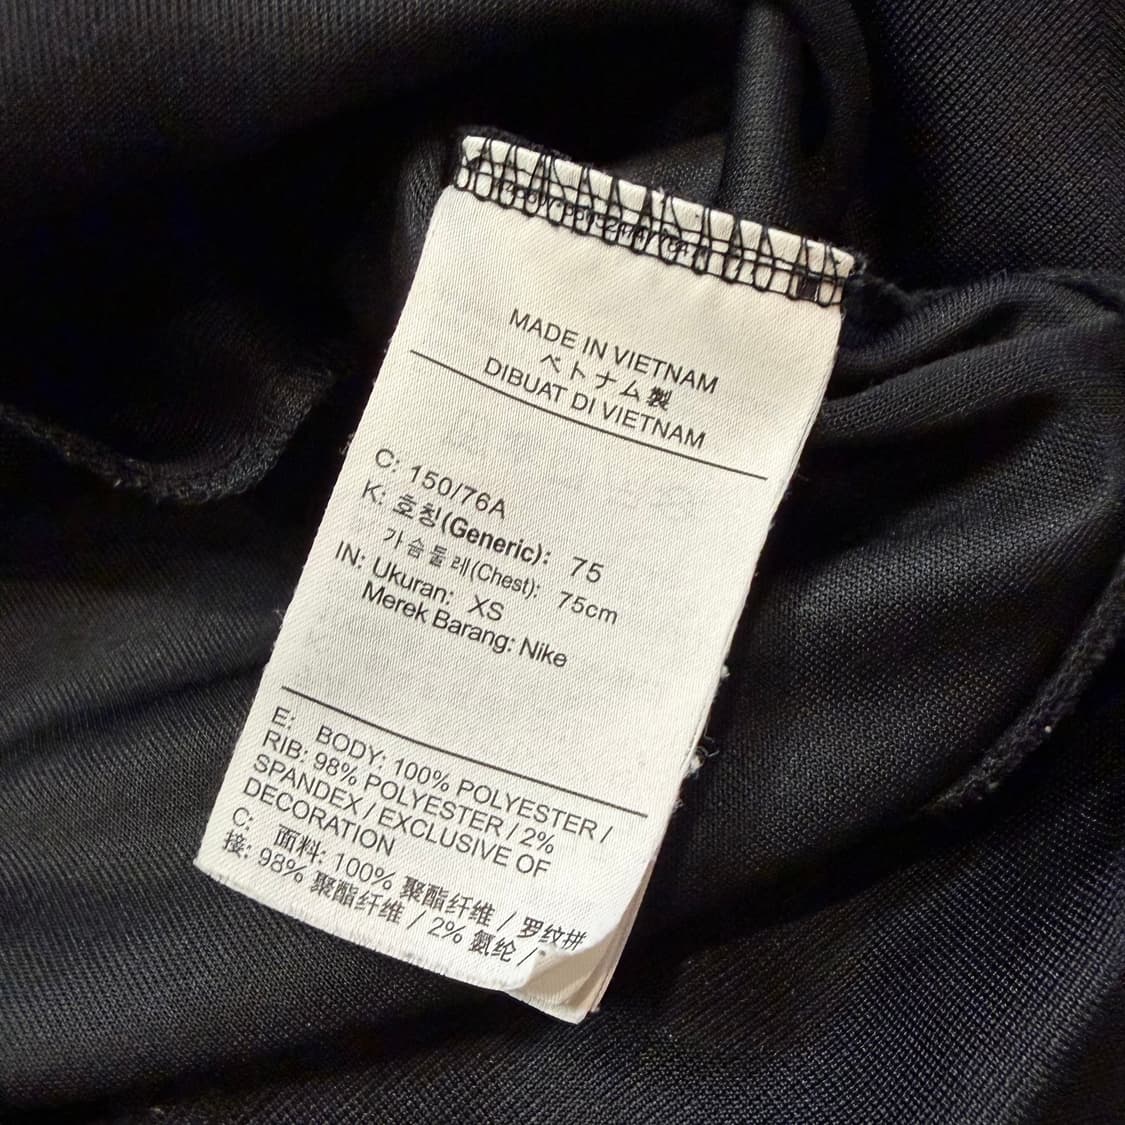 MADE IN VIETNAM
ベトナム製
DIBUAT DI VIETNAM
C: 150/76A
K: 호칭(Generic): 75
가슴둘레(Chest): 75cm
IN: Ukuran: XS
Merek Barang: Nike
E: BODY: 100% POLYESTER /
RIB: 98% POLYESTER / 2%
SPANDEX / EXCLUSIVE OF
DECORATION
C: 面料: 100% 聚酯纤维 / 罗纹拼
接: 98% 聚酯纤维 / 2% 氨纶 /